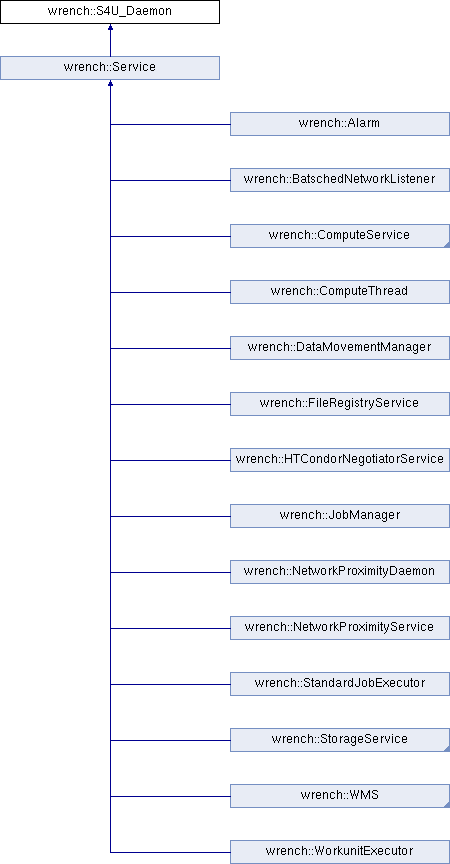 wrench::S4U_Daemon
wrench::Service
wrench::Alarm
wrench::BatschedNetworkListener
wrench::ComputeService
wrench::ComputeThread
wrench::DataMovementManager
wrench::FileRegistryService
wrench::HTCondorNegotiatorService
wrench::JobManager
wrench::NetworkProximityDaemon
wrench::NetworkProximityService
wrench::StandardJobExecutor
wrench::StorageService
wrench::WMS
wrench::WorkunitExecutor